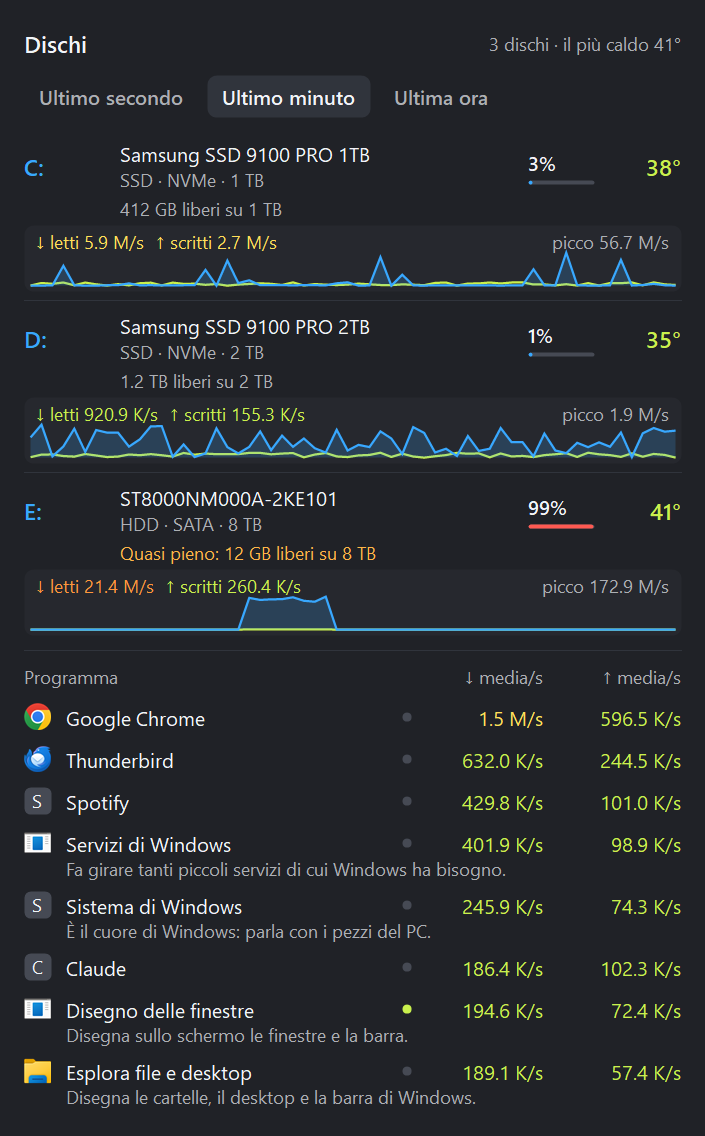 Dischi 3 dischi · il più caldo 41°
Ultimo secondo Ultimo minuto Ultima ora
C: Samsung SSD 9100 PRO 1TB 3% 38°
SSD · NVMe · 1 TB
412 GB liberi su 1 TB
↓ letti 5.9 M/s ↑ scritti 2.7 M/s picco 56.7 M/s
D: Samsung SSD 9100 PRO 2TB 1% 35°
SSD · NVMe · 2 TB
1.2 TB liberi su 2 TB
↓ letti 920.9 K/s ↑ scritti 155.3 K/s picco 1.9 M/s
E: ST8000NM000A-2KE101 99% 41°
HDD · SATA · 8 TB
Quasi pieno: 12 GB liberi su 8 TB
↓ letti 21.4 M/s ↑ scritti 260.4 K/s picco 172.9 M/s
Programma ↓ media/s ↑ media/s
Google Chrome 1.5 M/s 596.5 K/s
Thunderbird 632.0 K/s 244.5 K/s
S Spotify 429.8 K/s 101.0 K/s
Servizi di Windows 401.9 K/s 98.9 K/s
Fa girare tanti piccoli servizi di cui Windows ha bisogno.
S Sistema di Windows 245.9 K/s 74.3 K/s
È il cuore di Windows: parla con i pezzi del PC.
C Claude 186.4 K/s 102.3 K/s
Disegno delle finestre 194.6 K/s 72.4 K/s
Disegna sullo schermo le finestre e la barra.
Esplora file e desktop 189.1 K/s 57.4 K/s
Disegna le cartelle, il desktop e la barra di Windows.